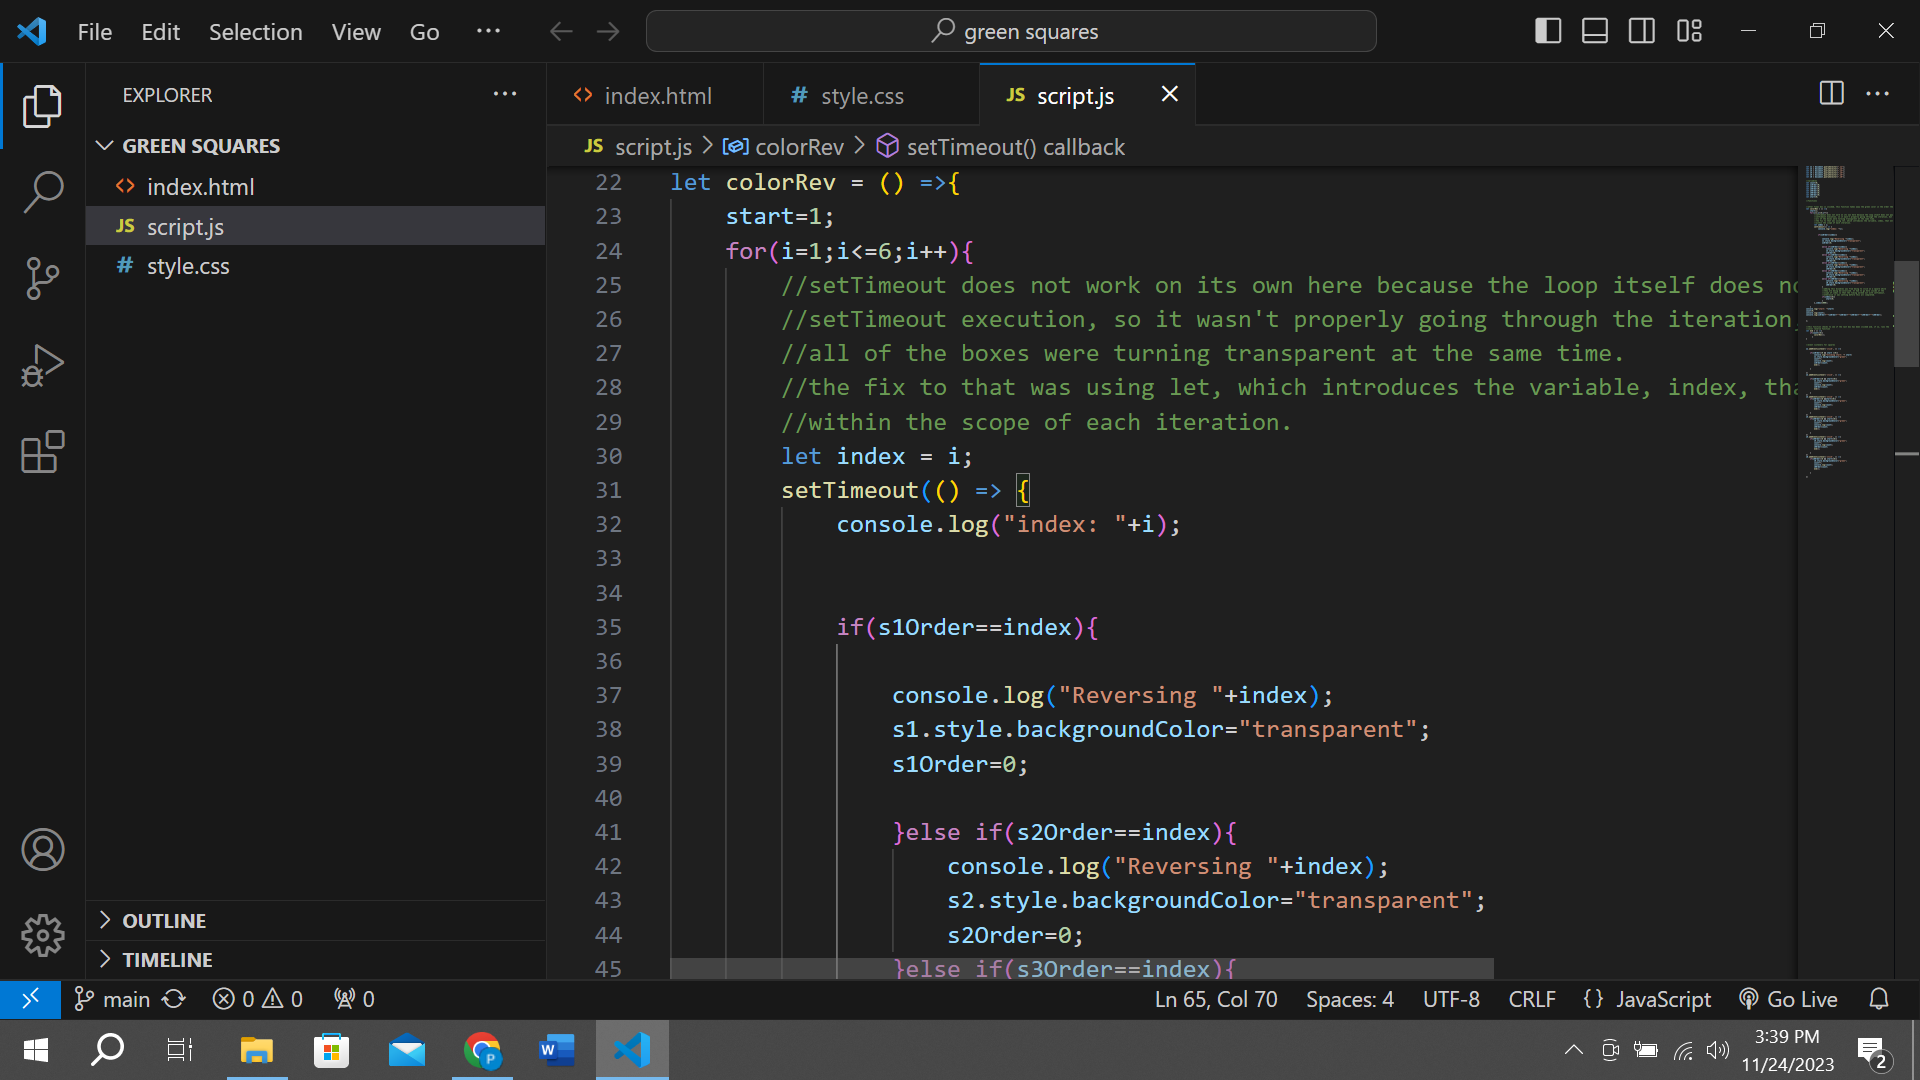 File Edit Selection View Go ··· green squares
EXPLORER ···
GREEN SQUARES
<> index.html
JS script.js
# style.css
OUTLINE
TIMELINE
<> index.html # style.css JS script.js
JS script.js > colorRev > setTimeout() callback
22 let colorRev = () =>{
23 start=1;
24 for(i=1;i<=6;i++){
25 //setTimeout does not work on its own here because the loop itself does
26 //setTimeout execution, so it wasn't properly going through the iteration
27 //all of the boxes were turning transparent at the same time.
28 //the fix to that was using let, which introduces the variable, index,
29 //within the scope of each iteration.
30 let index = i;
31 setTimeout(() => {
32 console.log("index: "+i);
33
34
35 if(s1Order==index){
36
37 console.log("Reversing "+index);
38 s1.style.backgroundColor="transparent";
39 s1Order=0;
40
41 }else if(s2Order==index){
42 console.log("Reversing "+index);
43 s2.style.backgroundColor="transparent";
44 s2Order=0;
45 }else if(s3Order==index){
main 0 0 0 Ln 65, Col 70 Spaces: 4 UTF-8 CRLF {} JavaScript Go Live
P W 3:39 PM
11/24/2023 2